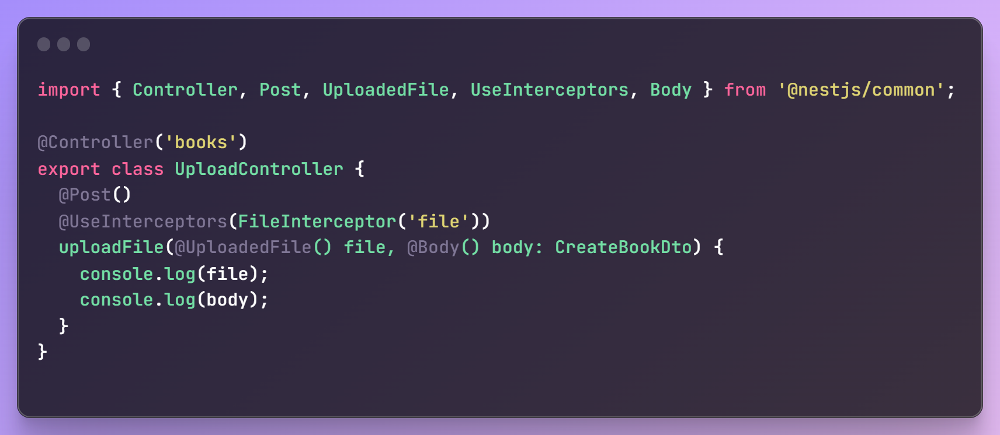 import { Controller, Post, UploadedFile, UseInterceptors, Body } from '@nestjs/common';
@Controller('books')
export class UploadController {
  @Post()
  @UseInterceptors(FileInterceptor('file'))
  uploadFile(@UploadedFile() file, @Body() body: CreateBookDto) {
    console.log(file);
    console.log(body);
  }
}